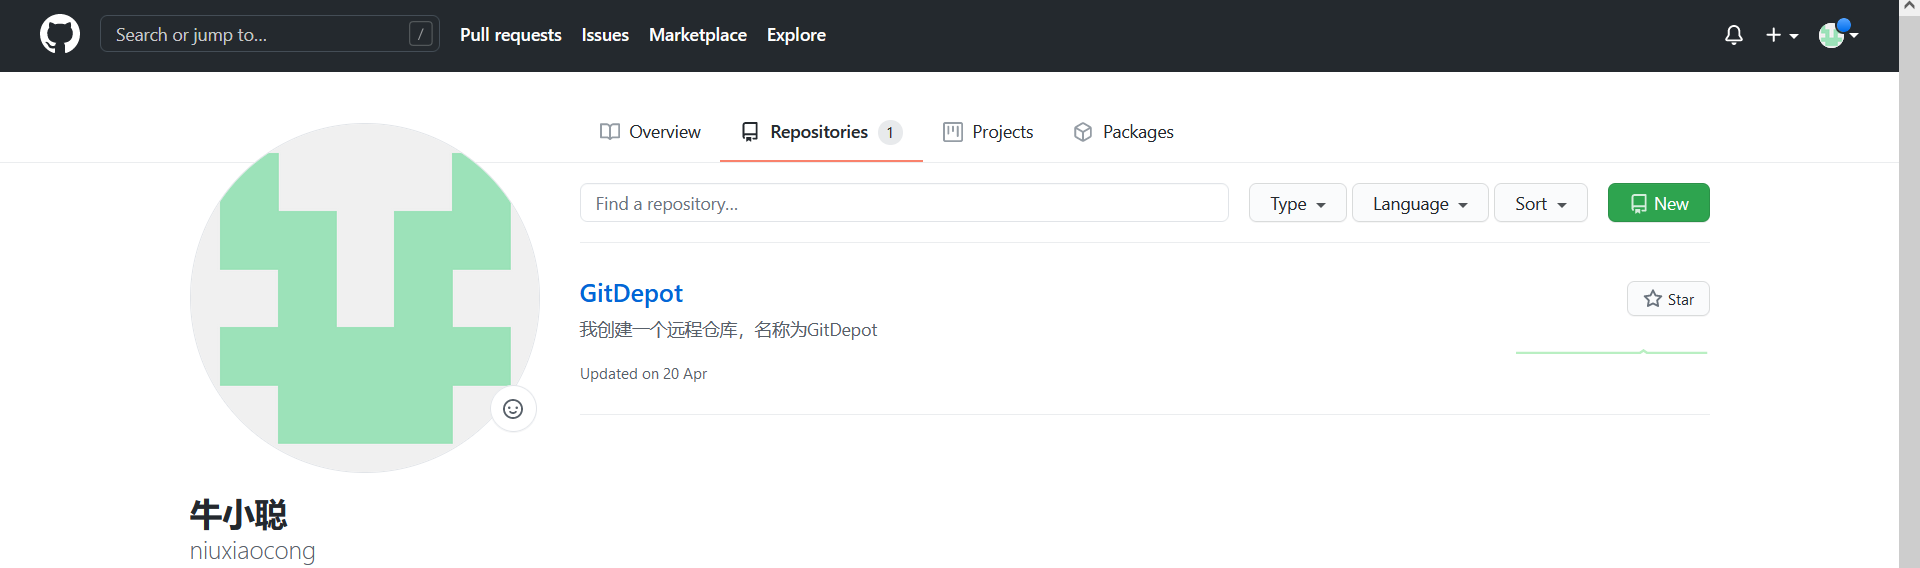 Search or jump to... / Pull requests Issues Marketplace Explore
Overview Repositories 1 Projects Packages
Find a repository... Type Language Sort New
GitDepot Star
我创建一个远程仓库，名称为GitDepot
Updated on 20 Apr
牛小聪
niuxiaocong